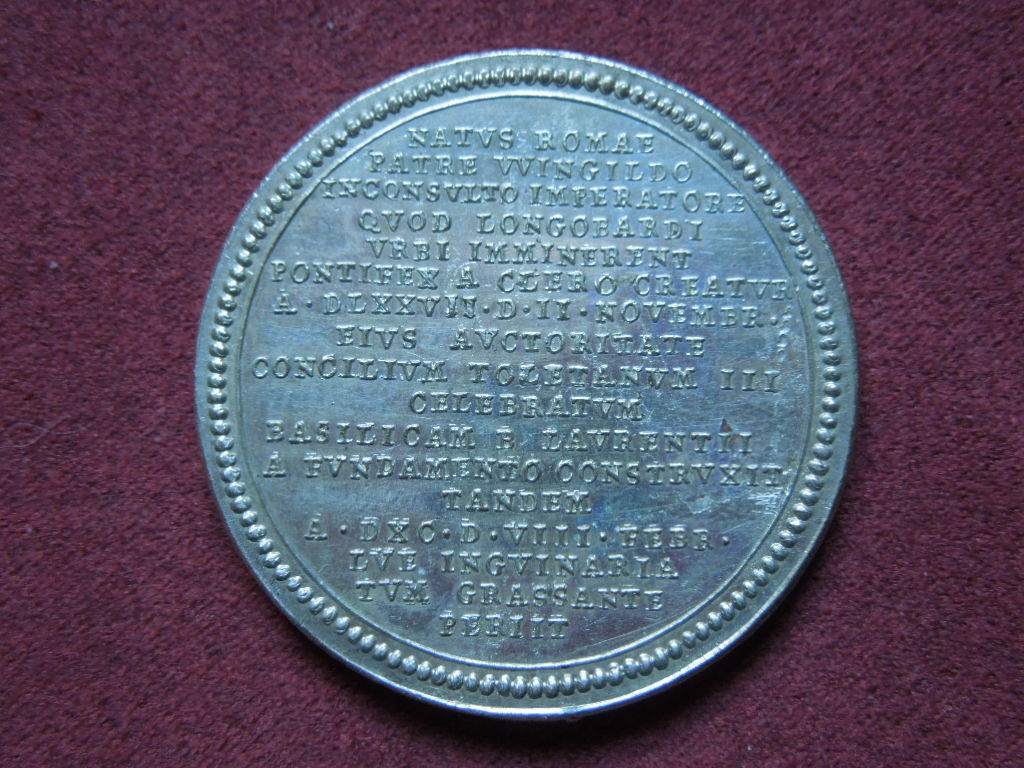 NATVS ROMAE
PATRE VVINGILDO
INCONSVLTO IMPERATORE
QVOD LONGOBARDI
VRBI IMMINERENT
PONTIFEX A CLERO CREATVR
A · DLXXVII · D · II · NOVEMBR ·
EIVS AVCTORITATE
CONCILIVM TOLETANVM III
CELEBRATVM
BASILICAM B LAVRENTII
A FVNDAMENTO CONSTRVXIT
TANDEM
A · DXC · D · VIII · FEBR ·
LVE INGVINARIA
TVM GRASSANTE
PERIIT